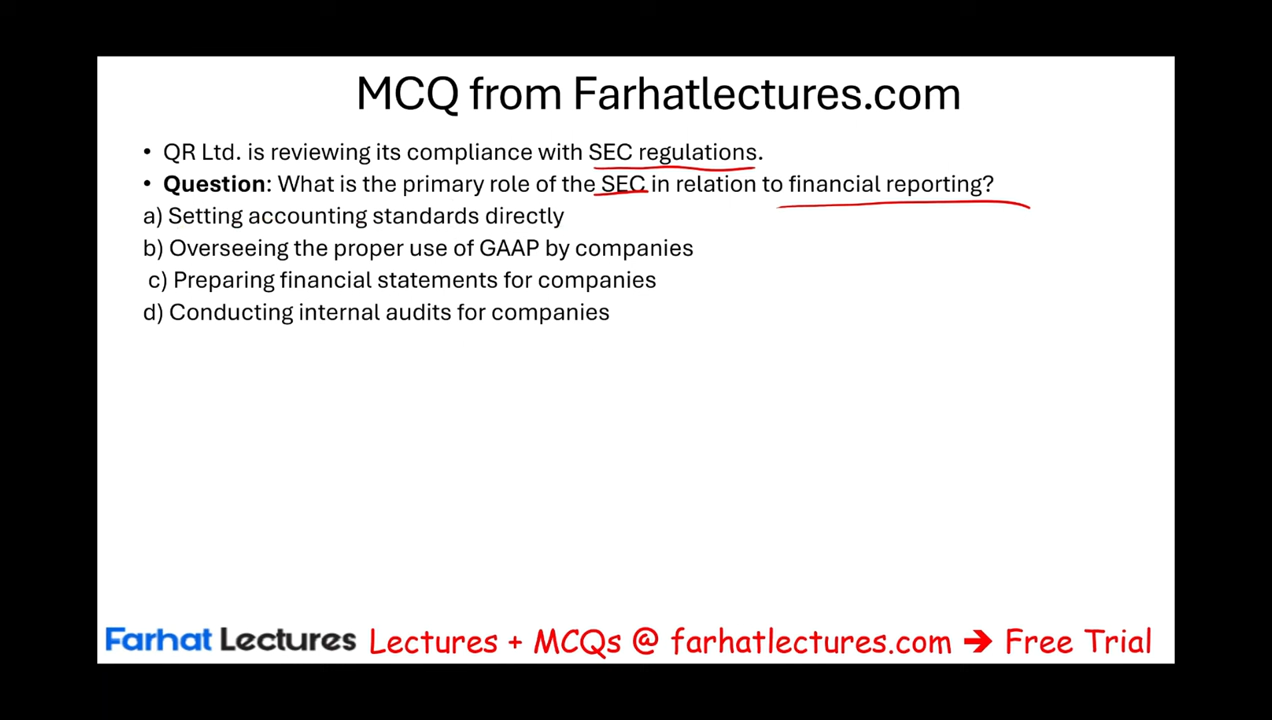 MCQ from Farhatlectures.com
• QR Ltd. is reviewing its compliance with SEC regulations.
• Question: What is the primary role of the SEC in relation to financial reporting?
a) Setting accounting standards directly
b) Overseeing the proper use of GAAP by companies
c) Preparing financial statements for companies
d) Conducting internal audits for companies
Farhat Lectures Lectures + MCQs @ farhatlectures.com → Free Trial